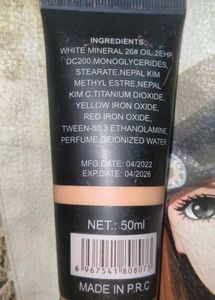 INGREDIENTS:
WHITE MINERAL 26# OIL,2EHP
DC200,MONOGLYCERIDES,
STEARATE,NEPAL KIM
METHYL ESTRE,NEPAL
KIM C.TITANIUM DIOXIDE,
YELLOW IRON OXIDE,
RED IRON OXIDE,
TWEEN-80.3 ETHANOLAMINE
PERFUME,DEIONIZED WATER
MFG.DATE: 04/2022
EXP.DATE: 04/2026
NET.: 50ml
6967541808073
MADE IN P.R.C